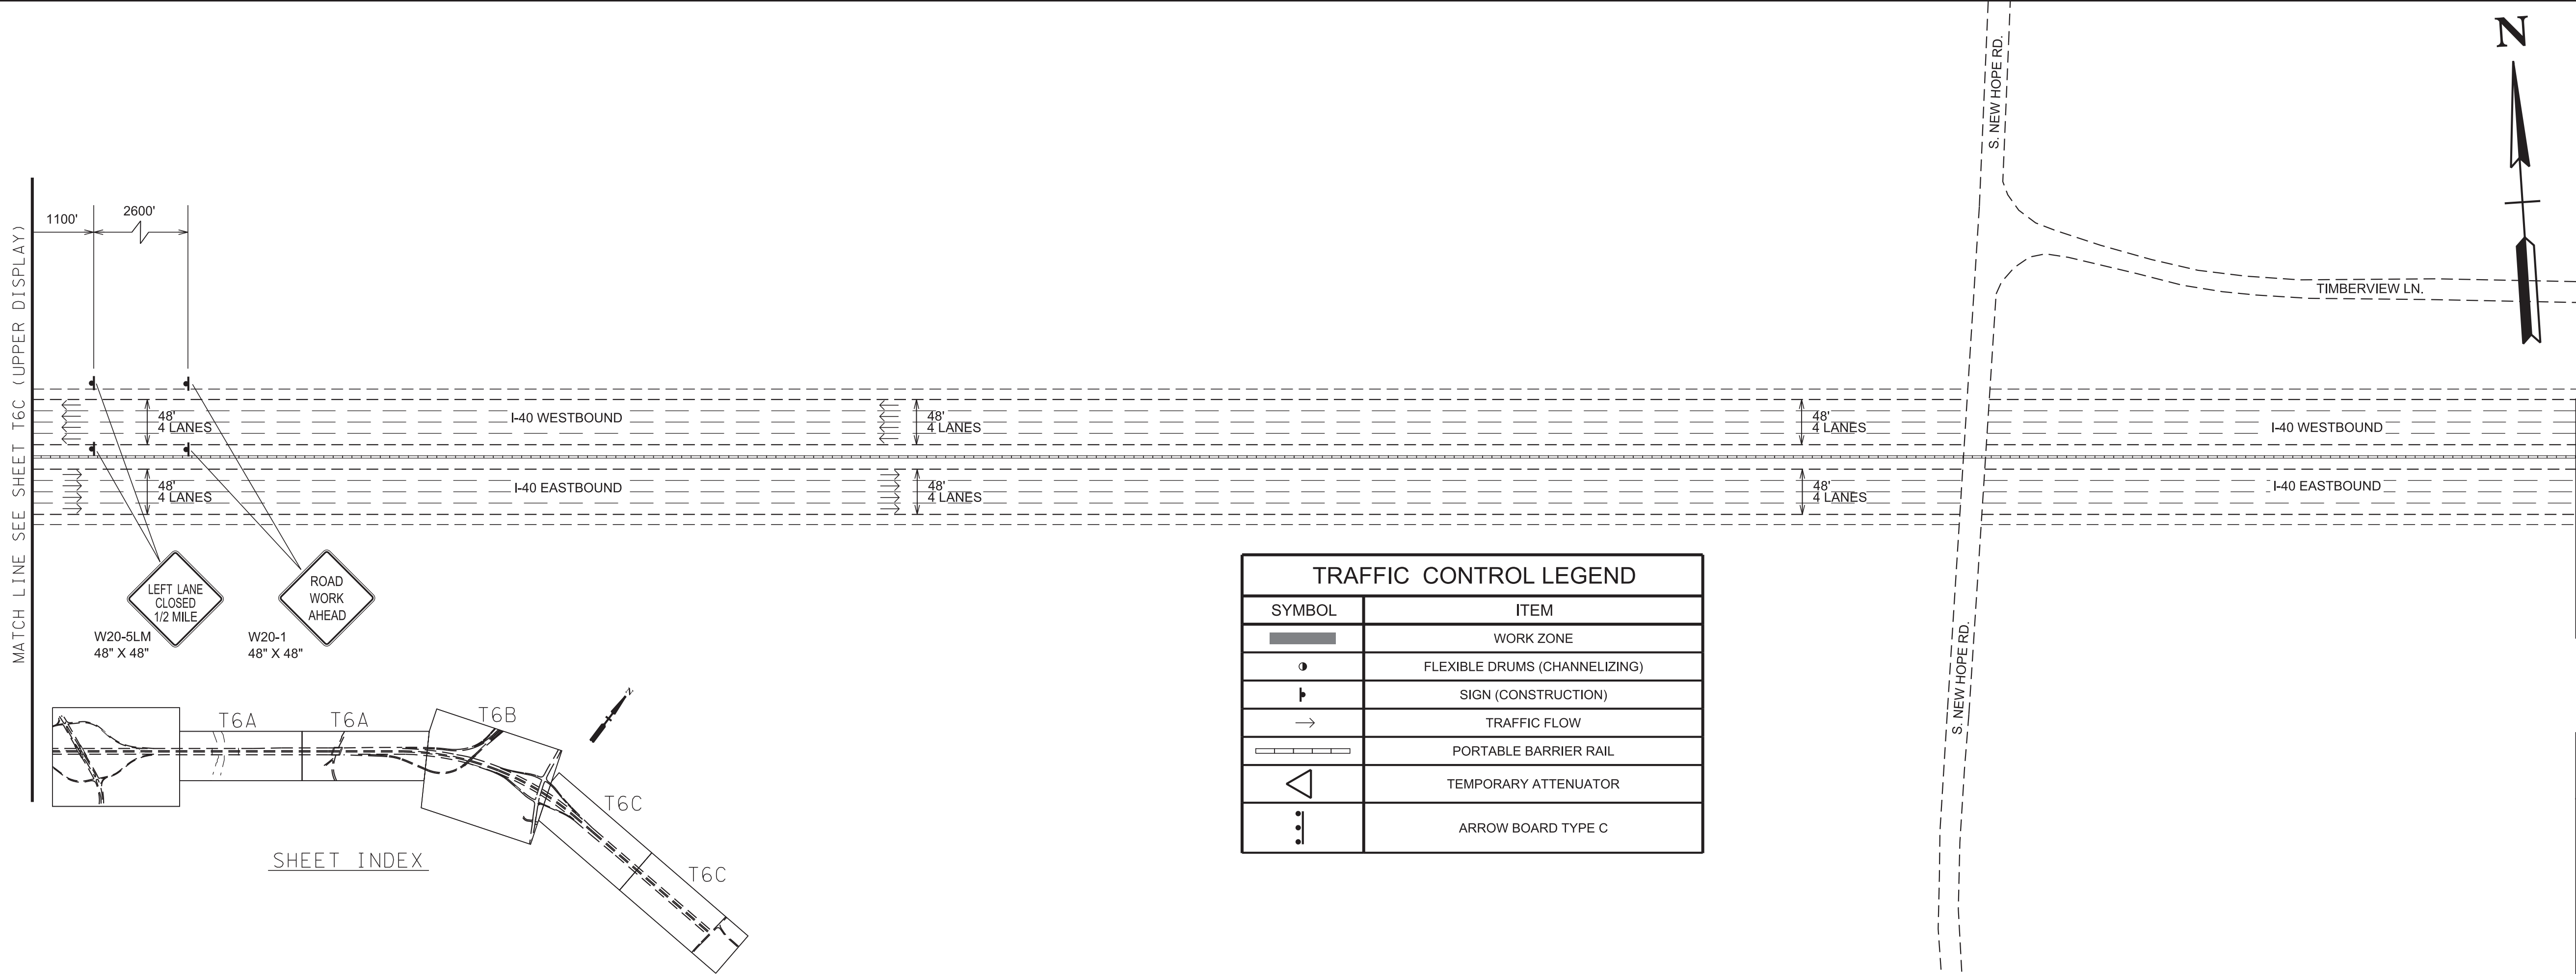 N
S. NEW HOPE RD.
TIMBERVIEW LN.
MATCH LINE SEE SHEET T6C (UPPER DISPLAY)
1100'
2600'
48'
4 LANES
I-40 WESTBOUND
48'
4 LANES
48'
4 LANES
I-40 WESTBOUND
48'
4 LANES
I-40 EASTBOUND
48'
4 LANES
48'
4 LANES
I-40 EASTBOUND
LEFT LANE
CLOSED
1/2 MILE
W20-5LM
48" X 48"
ROAD
WORK
AHEAD
W20-1
48" X 48"
TRAFFIC CONTROL LEGEND
SYMBOL ITEM
WORK ZONE
FLEXIBLE DRUMS (CHANNELIZING)
SIGN (CONSTRUCTION)
TRAFFIC FLOW
PORTABLE BARRIER RAIL
TEMPORARY ATTENUATOR
ARROW BOARD TYPE C
S. NEW HOPE RD.
N
T6A
T6A
T6B
T6C
T6C
SHEET INDEX